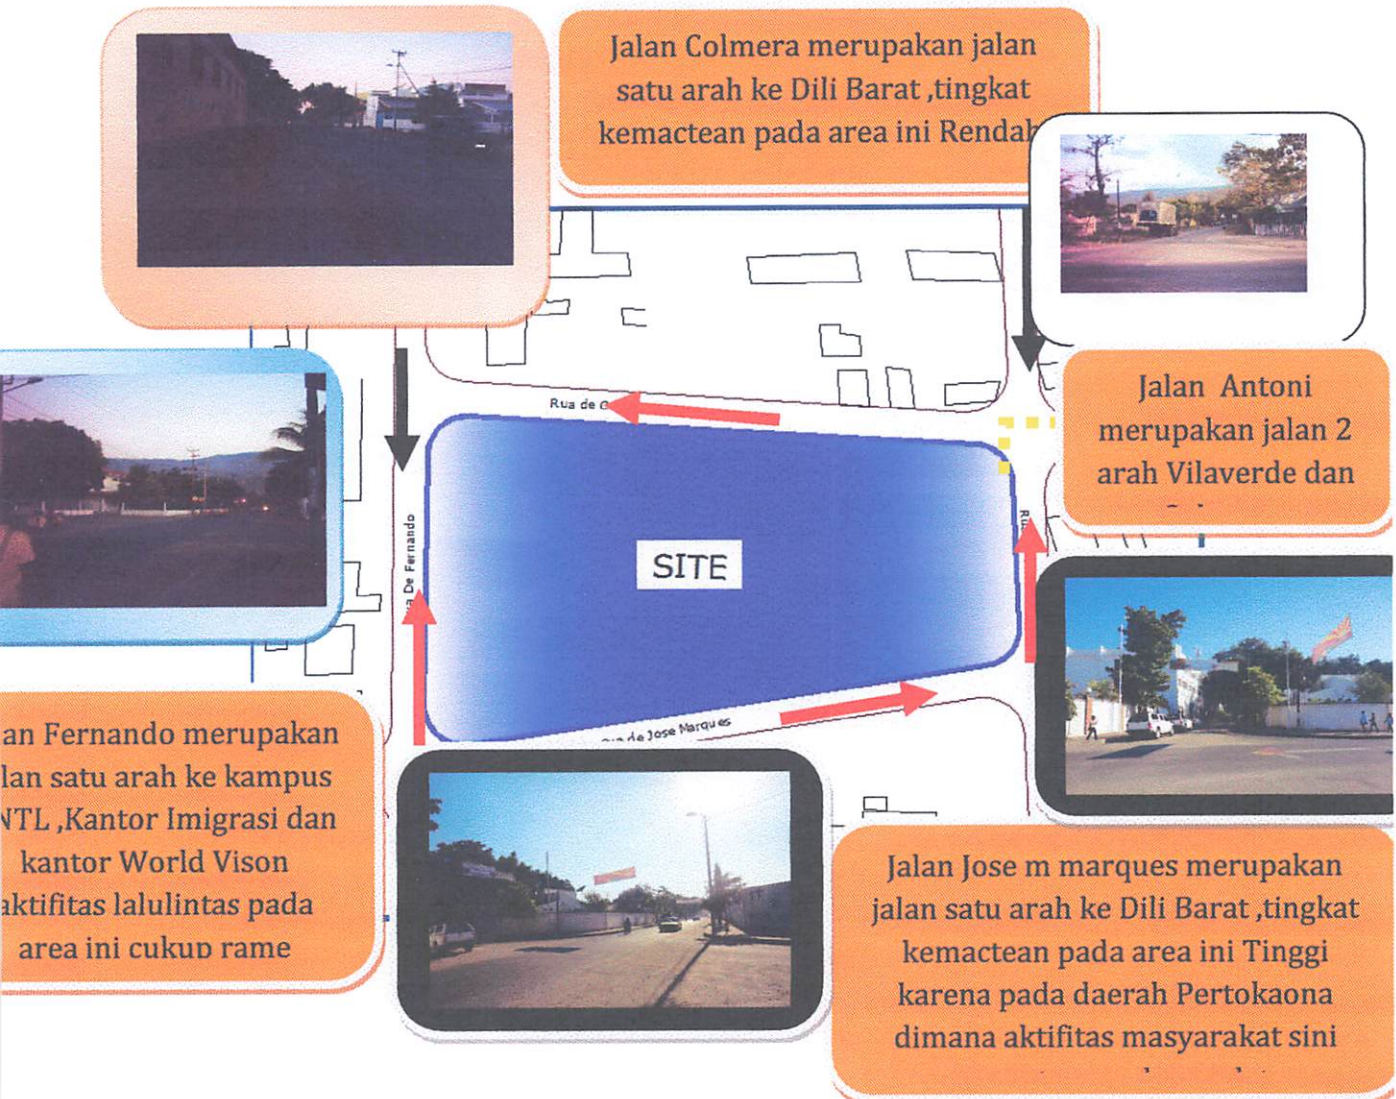 Jalan Colmera merupakan jalan
satu arah ke Dili Barat ,tingkat
kemactean pada area ini Rendah
Jalan Antoni
merupakan jalan 2
arah Vilaverde dan
Rua de
SITE
De Fernando
de Jose Marques
an Fernando merupakan
lan satu arah ke kampus
NTL ,Kantor Imigrasi dan
kantor World Vison
aktifitas lalulintas pada
area ini cukup rame
Jalan Jose m marques merupakan
jalan satu arah ke Dili Barat ,tingkat
kemactean pada area ini Tinggi
karena pada daerah Pertokaona
dimana aktifitas masyarakat sini